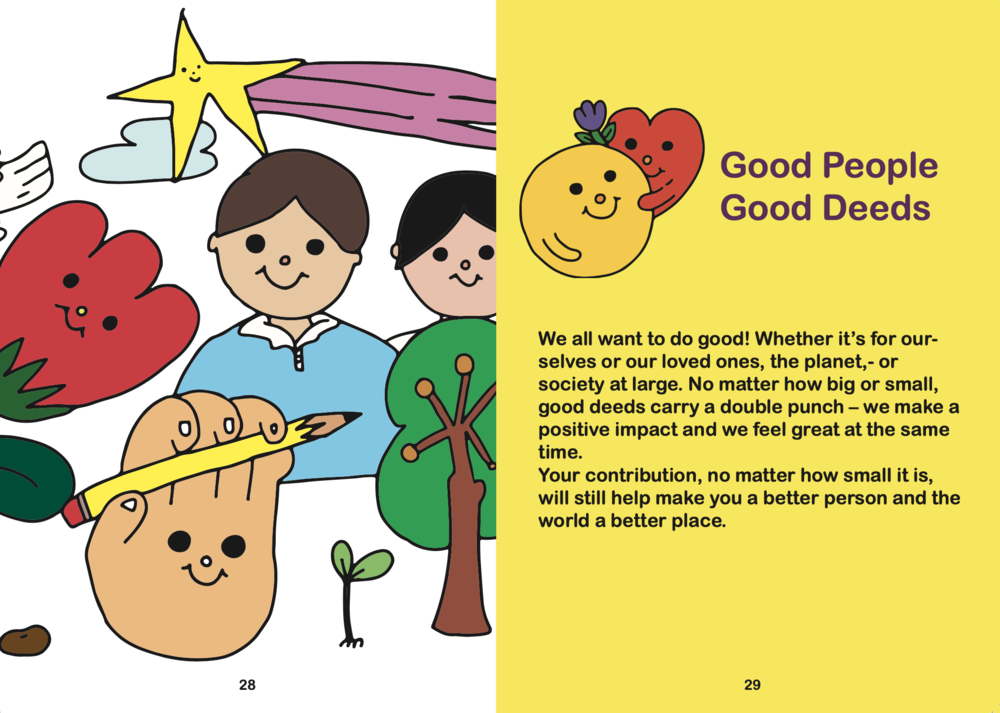 28
Good People
Good Deeds
We all want to do good! Whether it’s for our-
selves or our loved ones, the planet,- or
society at large. No matter how big or small,
good deeds carry a double punch – we make a
positive impact and we feel great at the same
time.
Your contribution, no matter how small it is,
will still help make you a better person and the
world a better place.
29